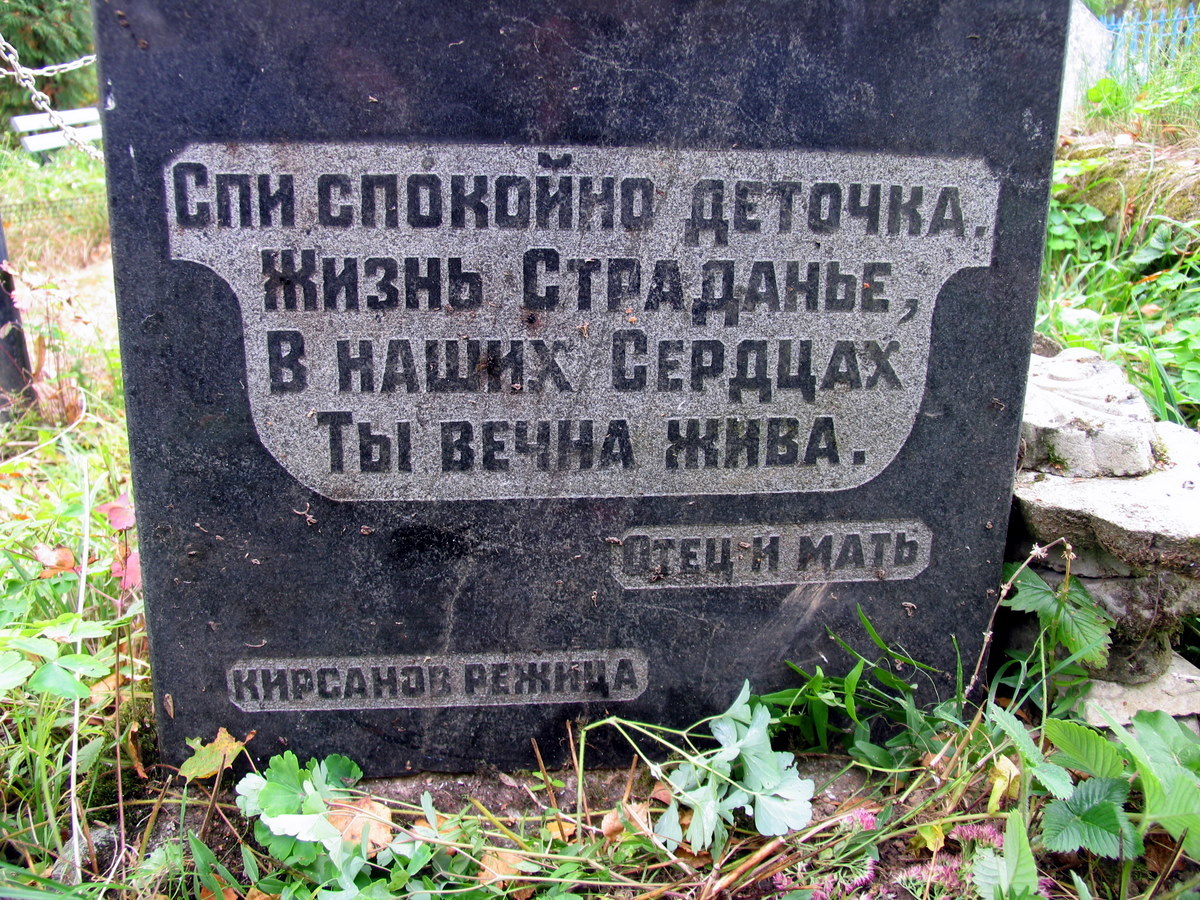 Спи спокойно деточка.
Жизнь Страданье,
В наших Сердцах
Ты вечна жива.
Отец и мать
КИРСАНОВ РЕЖИЦА